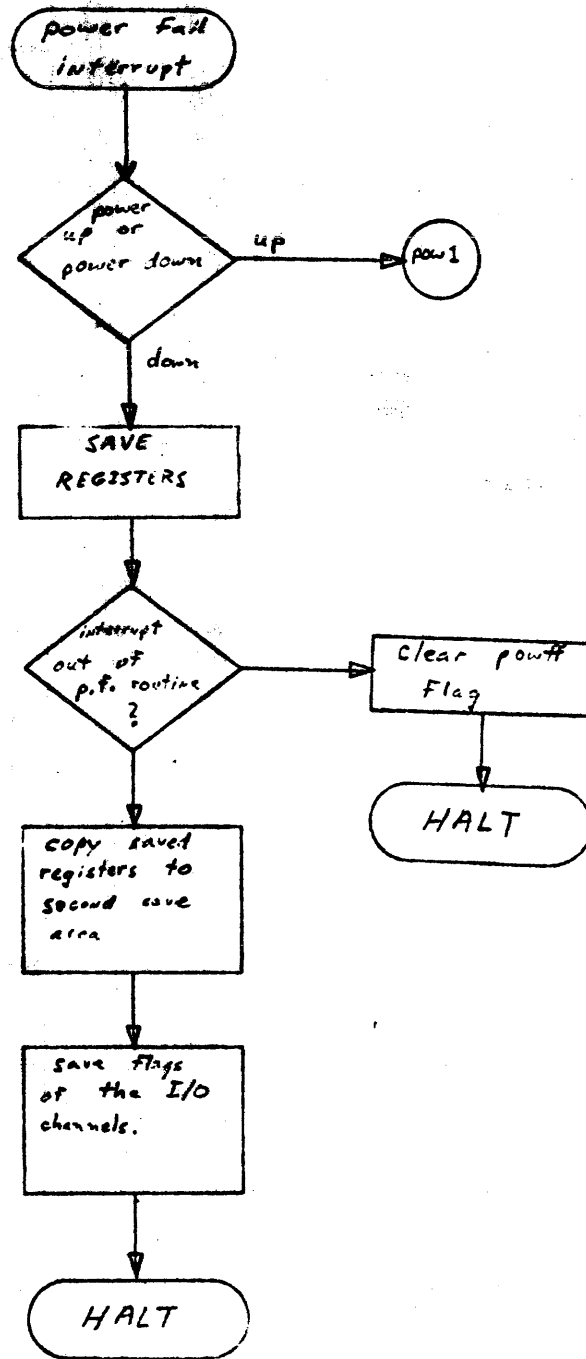 power fail
interrupt
power
up or
power down
up
pow1
down
SAVE
REGISTERS
interrupt
out of
p.f. routine
?
Clear powff
Flag
HALT
copy saved
registers to
second save
area
save flags
of the I/O
channels.
HALT